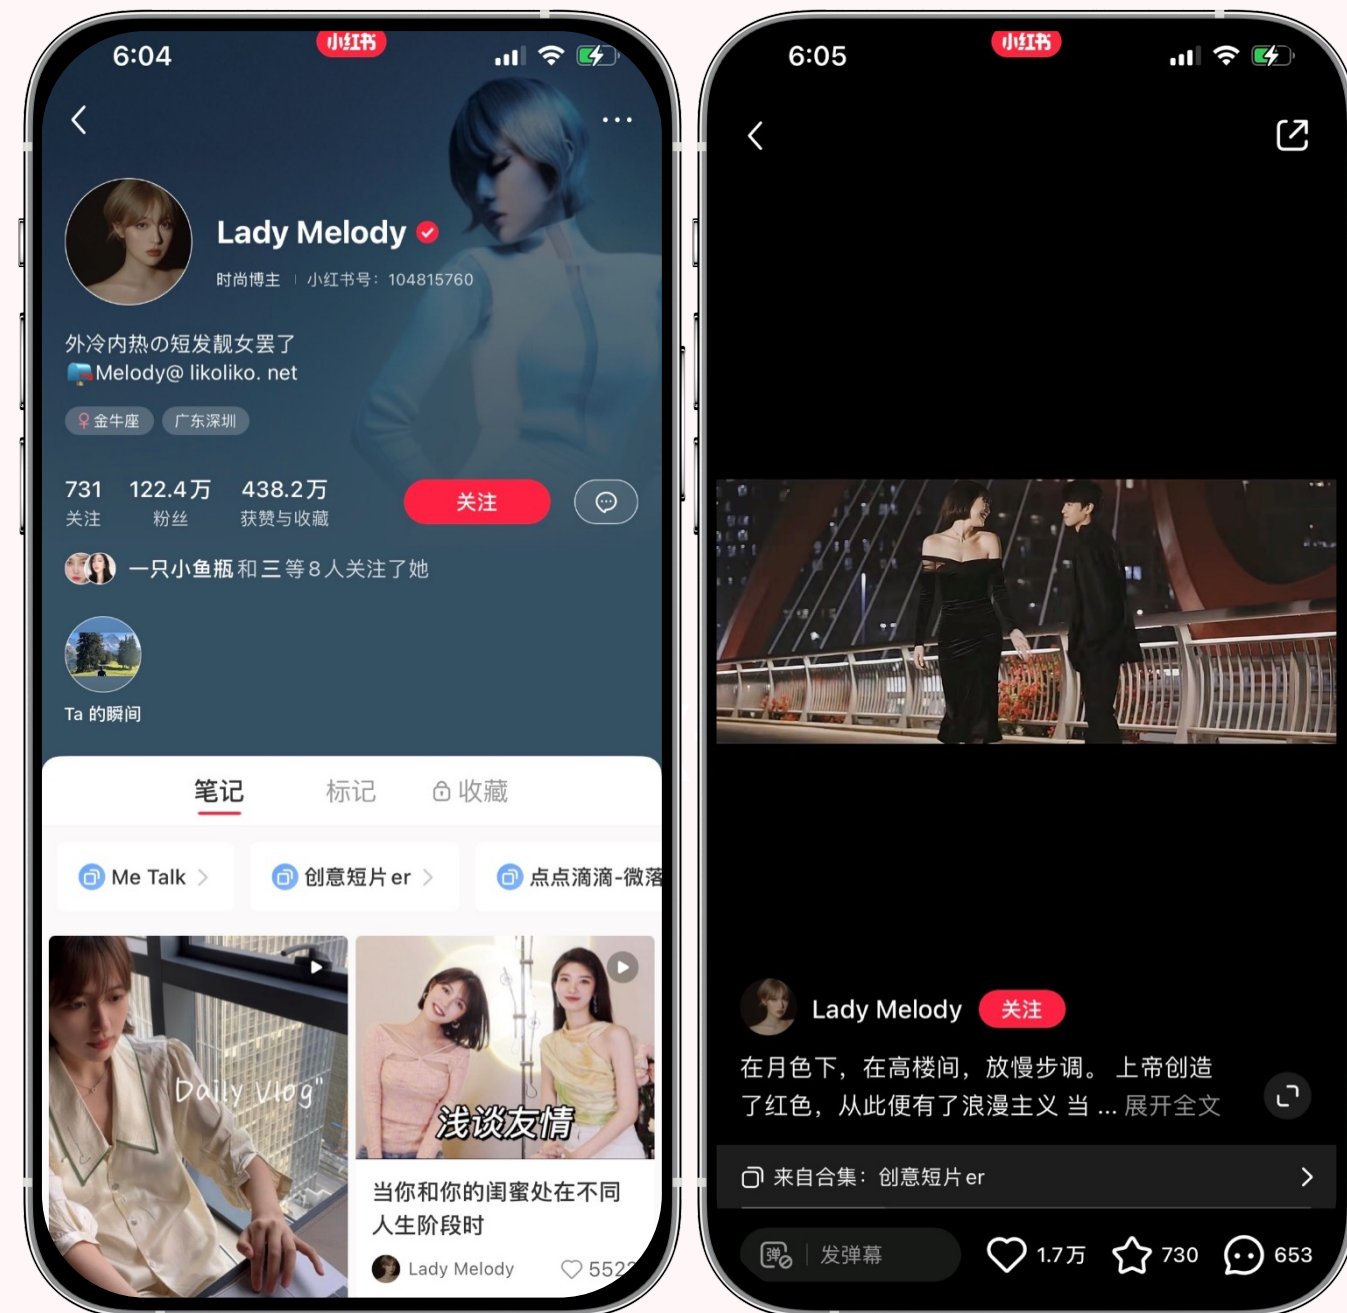 6:04
小红书
Lady Melody
时尚博主 | 小红书号：104815760
外冷内热の短发靓女罢了
Melody@ likoliko. net
♀金牛座 广东深圳
731 122.4万 438.2万
关注 粉丝 获赞与收藏
关注
一只小鱼瓶和三等8人关注了她
Ta 的瞬间
笔记 标记 收藏
Me Talk 创意短片er 点点滴滴-微落
Daily Vlog"
浅谈友情
当你和你的闺蜜处在不同
人生阶段时
Lady Melody
6:05
小红书
Lady Melody 关注
在月色下，在高楼间，放慢步调。 上帝创造
了红色，从此便有了浪漫主义 当 ... 展开全文
来自合集：创意短片er
弹 | 发弹幕 1.7万 730 653